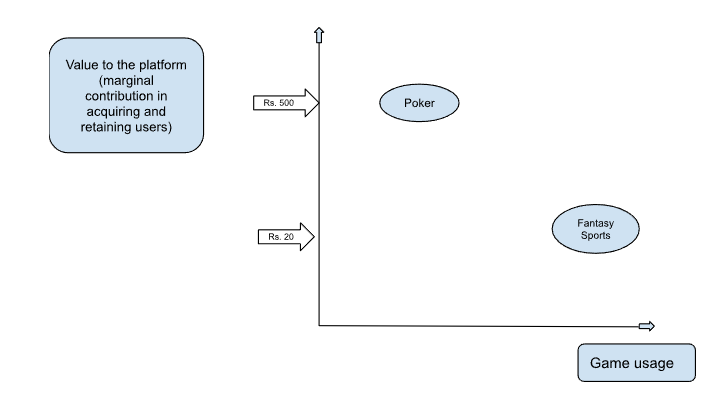 Value to the platform
(marginal
contribution in
acquiring and
retaining users)
Rs. 500
Poker
Fantasy
Sports
Rs. 20
Game usage